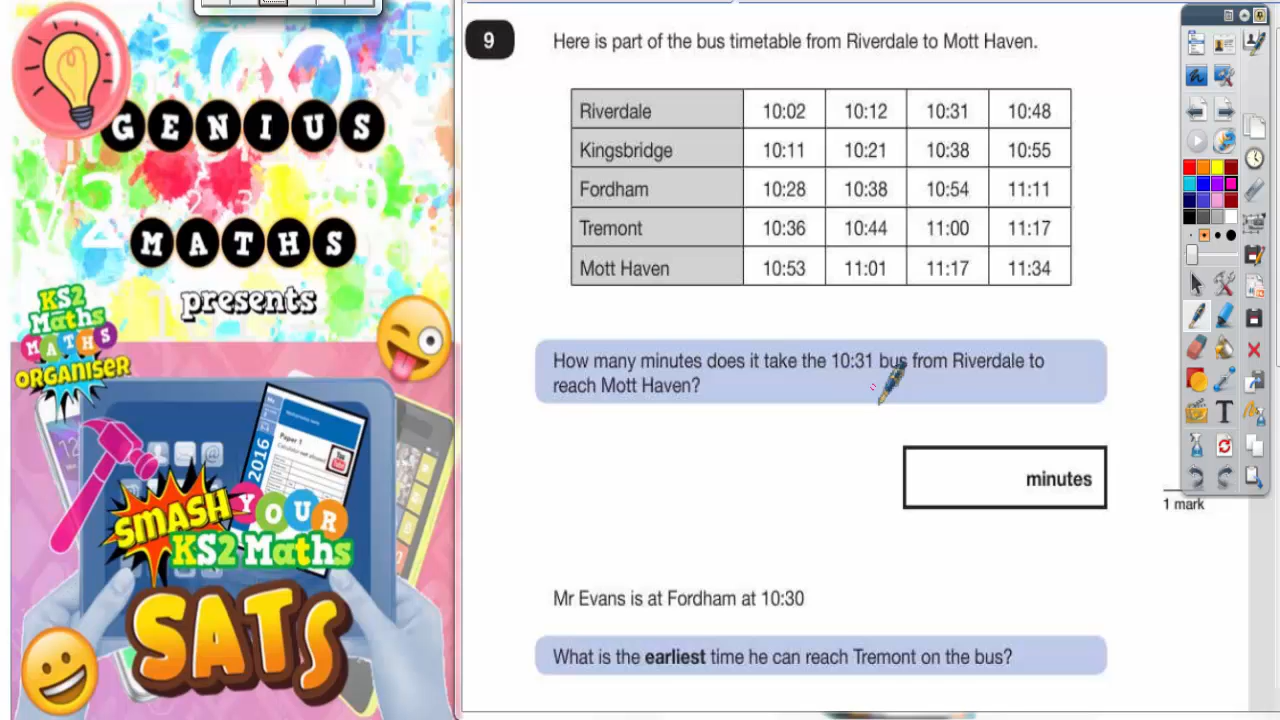 GENIUS
MATHS
presents
KS2
Maths
MATHS
ORGANISER
2016
Paper 1
You
Tube
SMASH YOUR
KS2 Maths
SATS
9
Here is part of the bus timetable from Riverdale to Mott Haven.
Riverdale 10:02 10:12 10:31 10:48
Kingsbridge 10:11 10:21 10:38 10:55
Fordham 10:28 10:38 10:54 11:11
Tremont 10:36 10:44 11:00 11:17
Mott Haven 10:53 11:01 11:17 11:34
How many minutes does it take the 10:31 bus from Riverdale to
reach Mott Haven?
minutes
1 mark
Mr Evans is at Fordham at 10:30
What is the earliest time he can reach Tremont on the bus?